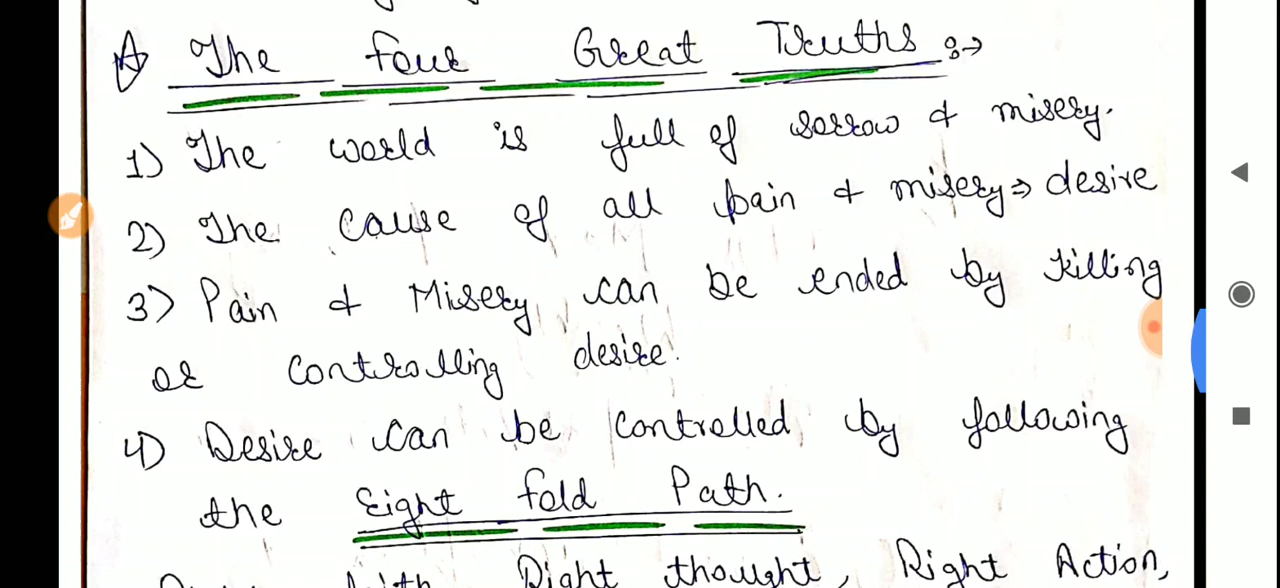 The four Great Truths :→
1) The world is full of sorrow & misery.
2) The cause of all pain & misery ⇒ desire
3) Pain & Misery can be ended by killing
or controlling desire.
4) Desire can be controlled by following
the Eight fold Path.
Right thought, Right Action,